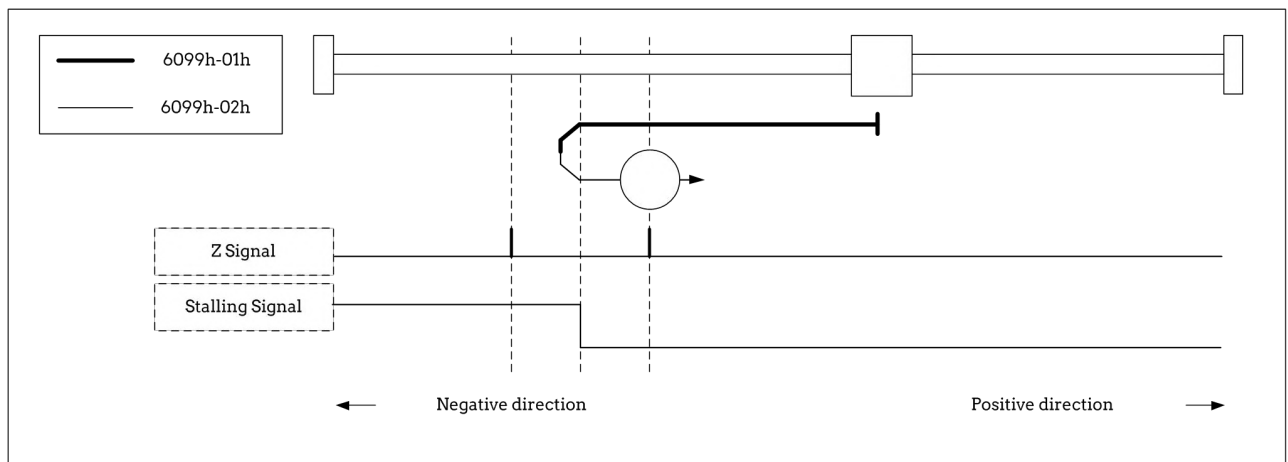 6099h-01h
6099h-02h
Z Signal
Stalling Signal
Negative direction
Positive direction